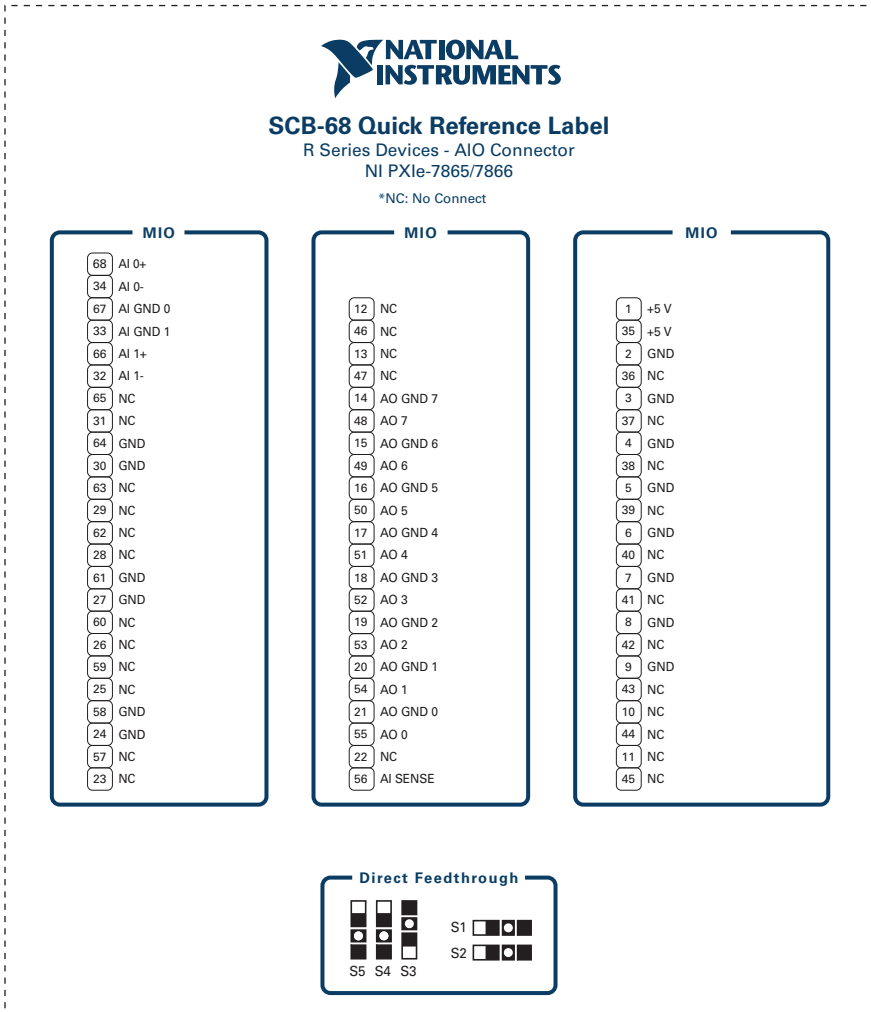 NATIONAL
INSTRUMENTS
SCB-68 Quick Reference Label
R Series Devices - AIO Connector
NI PXIe-7865/7866
*NC: No Connect
MIO
68 AI 0+
34 AI 0-
67 AI GND 0
33 AI GND 1
66 AI 1+
32 AI 1-
65 NC
31 NC
64 GND
30 GND
63 NC
29 NC
62 NC
28 NC
61 GND
27 GND
60 NC
26 NC
59 NC
25 NC
58 GND
24 GND
57 NC
23 NC
MIO
12 NC
46 NC
13 NC
47 NC
14 AO GND 7
48 AO 7
15 AO GND 6
49 AO 6
16 AO GND 5
50 AO 5
17 AO GND 4
51 AO 4
18 AO GND 3
52 AO 3
19 AO GND 2
53 AO 2
20 AO GND 1
54 AO 1
21 AO GND 0
55 AO 0
22 NC
56 AI SENSE
MIO
1 +5 V
35 +5 V
2 GND
36 NC
3 GND
37 NC
4 GND
38 NC
5 GND
39 NC
6 GND
40 NC
7 GND
41 NC
8 GND
42 NC
9 GND
43 NC
10 NC
44 NC
11 NC
45 NC
Direct Feedthrough
S5 S4 S3
S1
S2